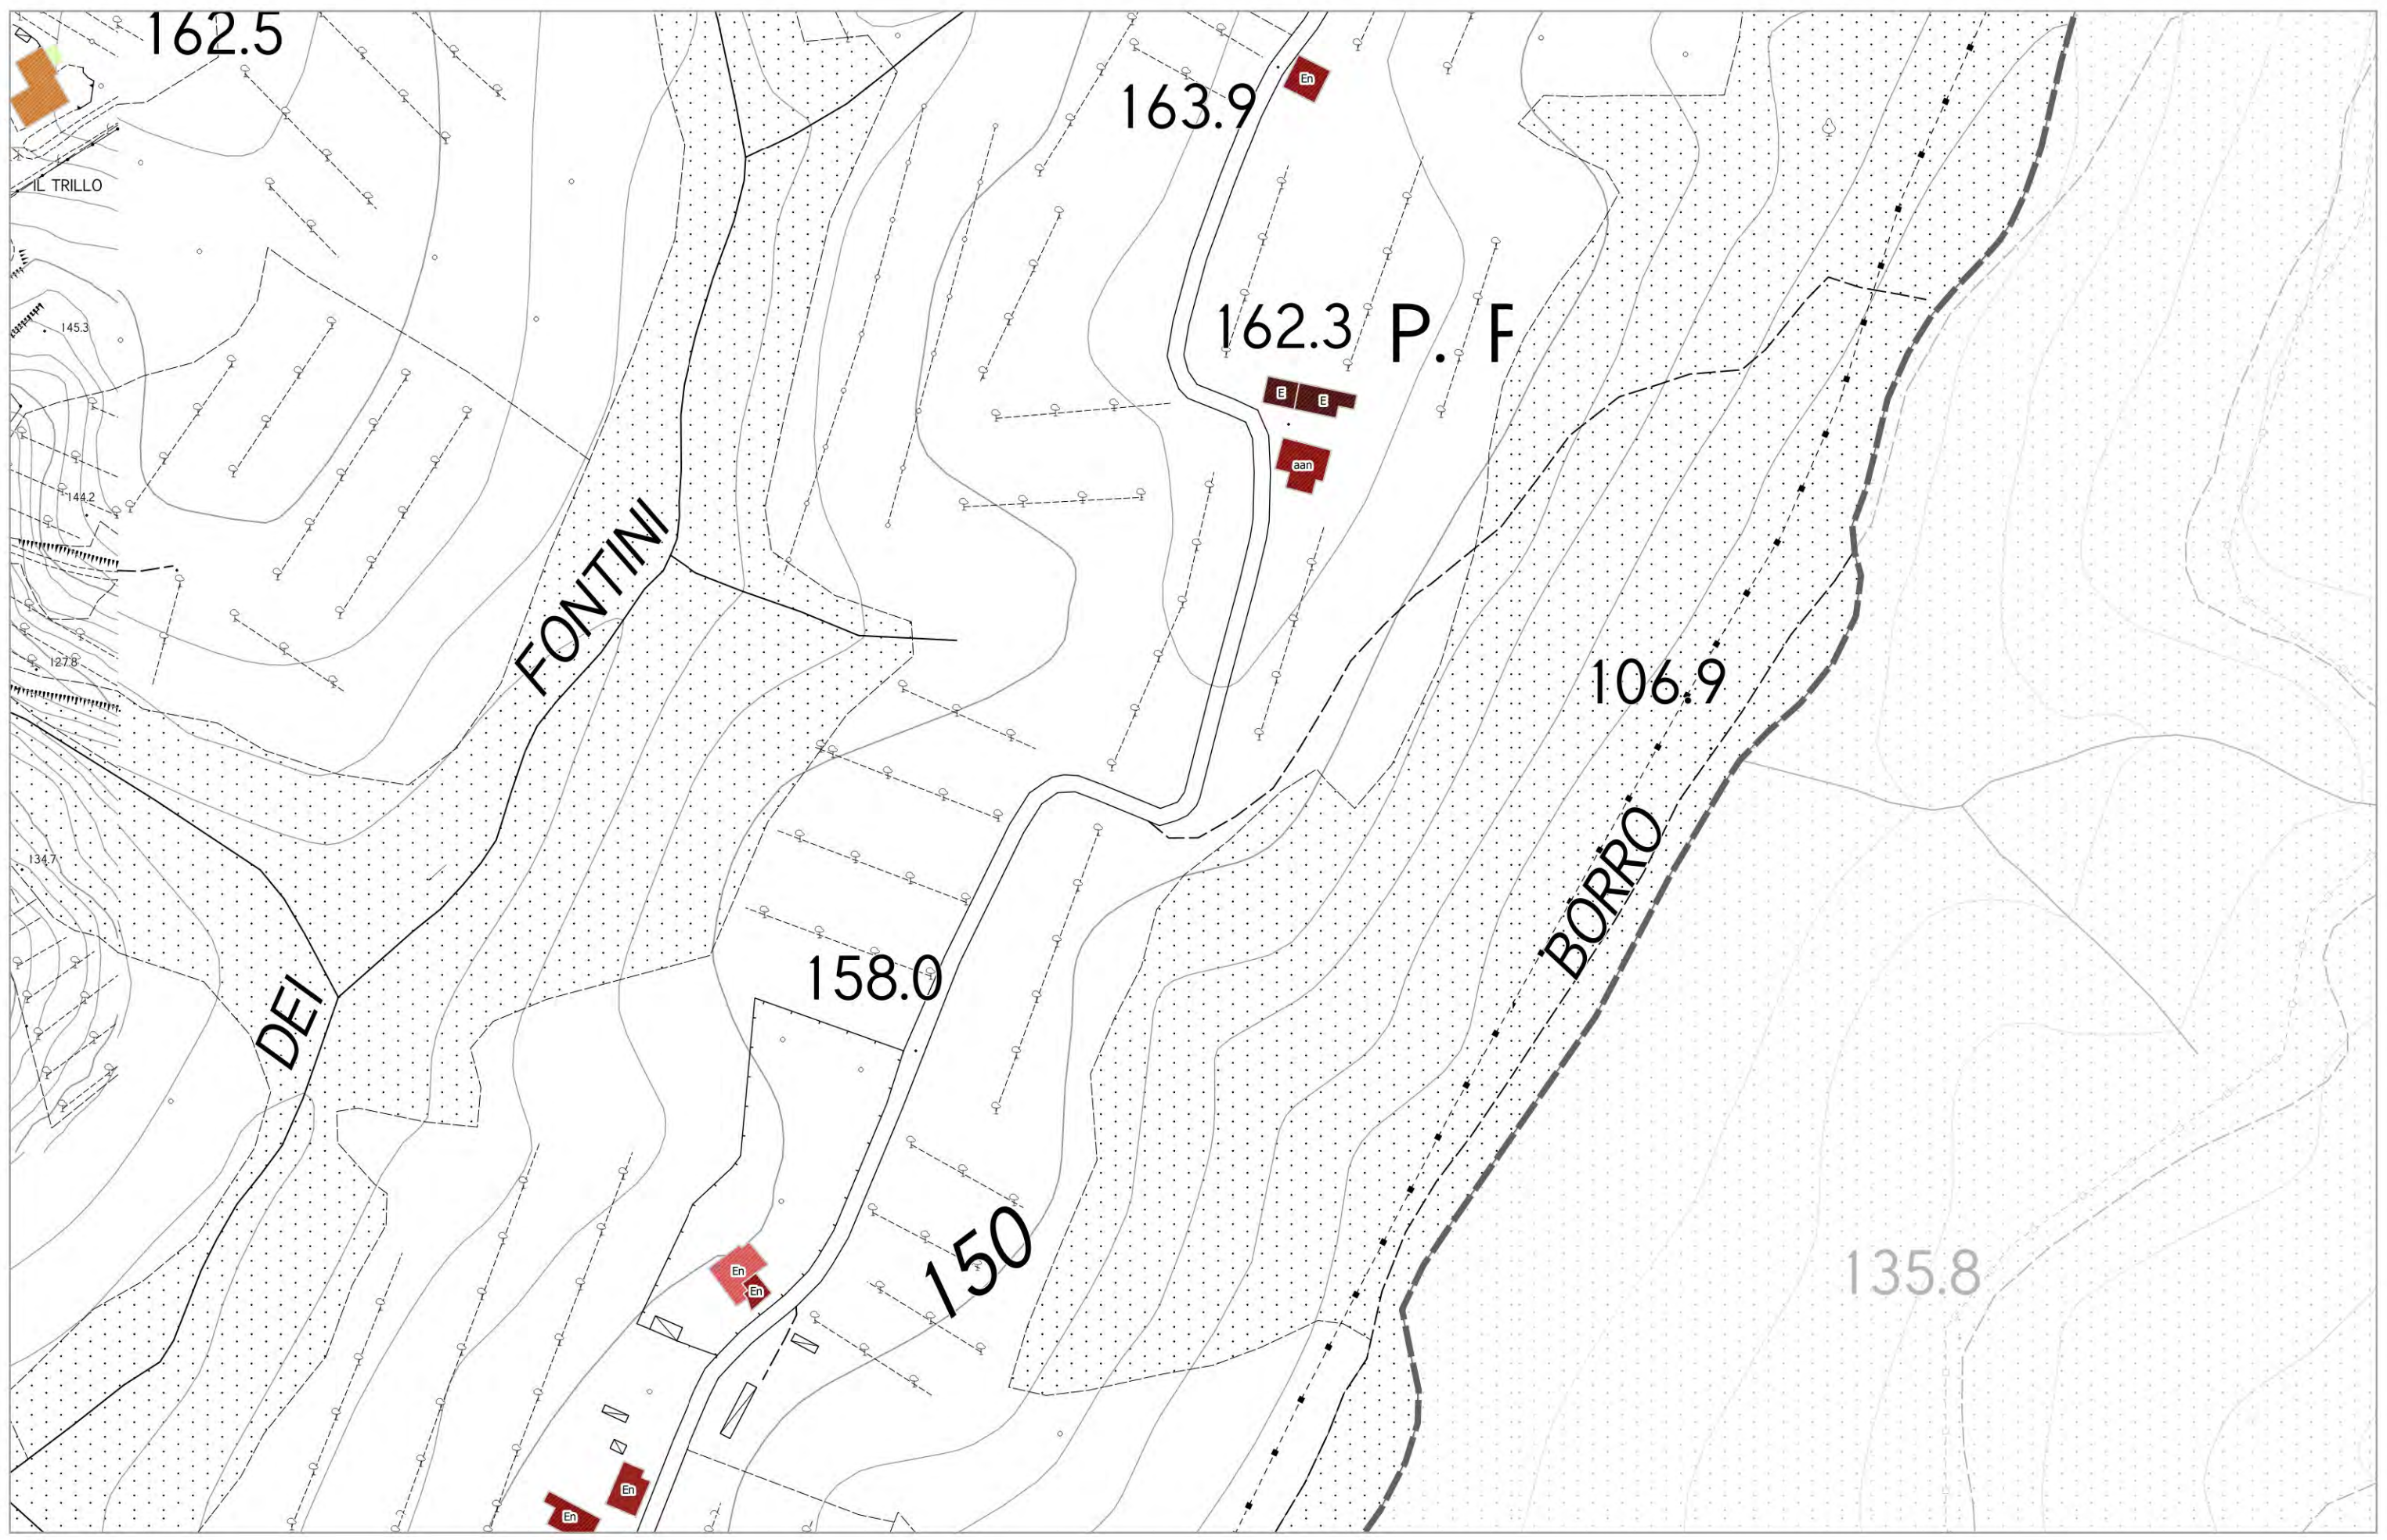 162.5
En
163.9
IL TRILLO
162.3 P. F
145.3
E E
aan
144.2
FONTINI
127.8
106.9
134.7
BORRO
158.0
DEI
150
En
En
135.8
En
En